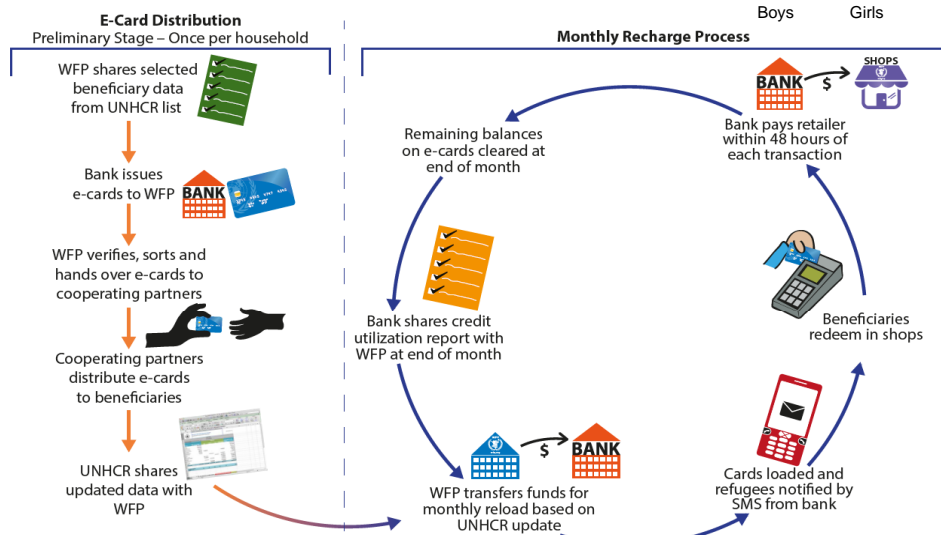 E-Card Distribution
Preliminary Stage – Once per household
WFP shares selected
beneficiary data
from UNHCR list
Bank issues
e-cards to WFP
BANK
WFP verifies, sorts and
hands over e-cards to
cooperating partners
Cooperating partners
distribute e-cards
to beneficiaries
UNHCR shares
updated data with
WFP
Boys
Girls
Monthly Recharge Process
BANK
$
SHOPS
Bank pays retailer
within 48 hours of
each transaction
Remaining balances
on e-cards cleared at
end of month
Bank shares credit
utilization report with
WFP at end of month
$
BANK
WFP transfers funds for
monthly reload based on
UNHCR update
Cards loaded and
refugees notified by
SMS from bank
Beneficiaries
redeem in shops